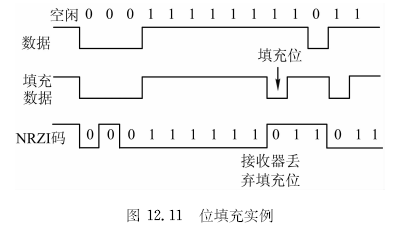 空闲 0 0 0 1 1 1 1 1 1 1 1 0 1 1
数据
填充位
填充
数据
NRZI码 0 0 0 1 1 1 1 1 1 0 1 1 0 1 1
接收器丢
弃填充位
图 12.11 位填充实例